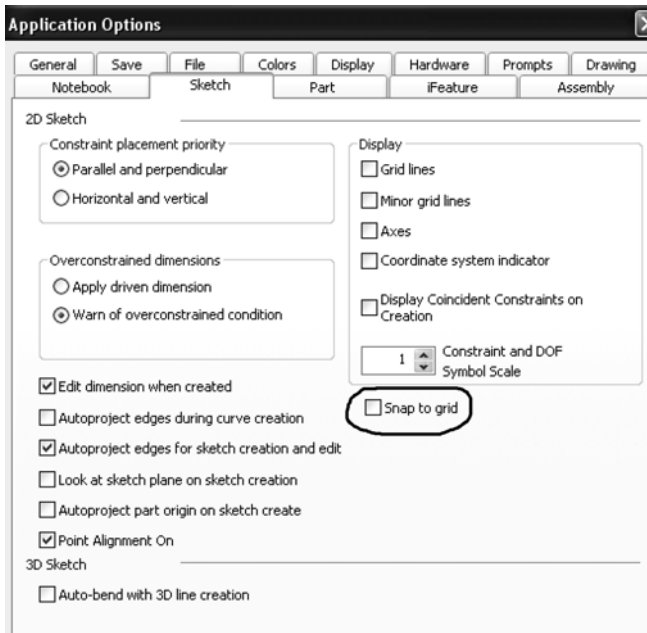 Application Options
General Save File Colors Display Hardware Prompts Drawing
Notebook Sketch Part iFeature Assembly
2D Sketch
Constraint placement priority
Parallel and perpendicular
Horizontal and vertical
Overconstrained dimensions
Apply driven dimension
Warn of overconstrained condition
Edit dimension when created
Autoproject edges during curve creation
Autoproject edges for sketch creation and edit
Look at sketch plane on sketch creation
Autoproject part origin on sketch create
Point Alignment On
Display
Grid lines
Minor grid lines
Axes
Coordinate system indicator
Display Coincident Constraints on
Creation
1 Constraint and DOF
Symbol Scale
Snap to grid
3D Sketch
Auto-bend with 3D line creation